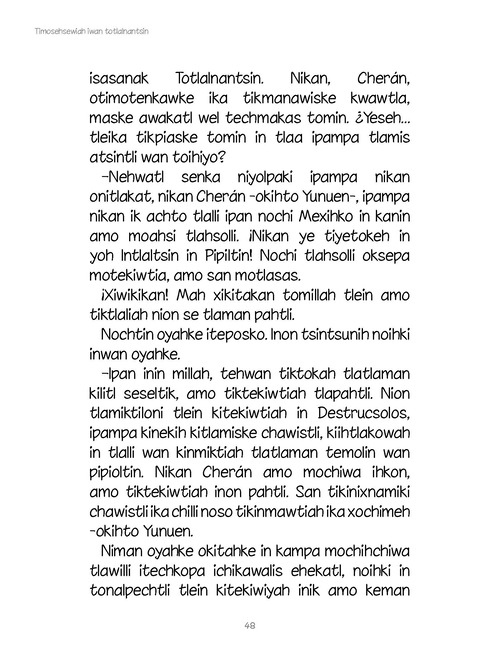 Timosehsewiah iwan totlalnantsin
isasanak Totlalnantsin. Nikan, Cherán,
otimotenkawke ika tikmanawiske kwawtla,
maske awakatl wel techmakas tomin. ¿Yeseh...
tleika tikpiaske tomin in tlaa ipampa tlamis
atsintli wan toihiyo?
–Nehwatl senka niyolpaki ipampa nikan
onitlakat, nikan Cherán -okihto Yunuen-, ipampa
nikan ik achto tlalli ipan nochi Mexihko in kanin
amo moahsi tlahsolli. ¡Nikan ye tiyetokeh in
yoh Intlaltsin in Pipiltin! Nochi tlahsolli oksepa
motekiwtia, amo san motlasas.
¡Xiwikikan! Mah xikitakan tomillah tlein amo
tiktlaliah nion se tlaman pahtli.
Nochtin oyahke iteposko. Inon tsintsunih noihki
inwan oyahke.
–Ipan inin millah, tehwan tiktokah tlatlaman
kilitl seseltik, amo tiktekiwtiah tlapahtli. Nion
tlamiktiloni tlein kitekiwtiah in Destrucsolos,
ipampa kinekih kitlamiske chawistli, kiihtlakowah
in tlalli wan kinmiktiah tlatlaman temolin wan
pipioltin. Nikan Cherán amo mochiwa ihkon,
amo tiktekiwtiah inon pahtli. San tikinixnamiki
chawistli ika chilli noso tikinmawtiah ika xochimeh
-okihto Yunuen.
Niman oyahke okitahke in kampa mochihchiwa
tlawilli itechkopa ichikawalis ehekatl, noihki in
tonalpechtli tlein kitekiwiyah inik amo keman
48